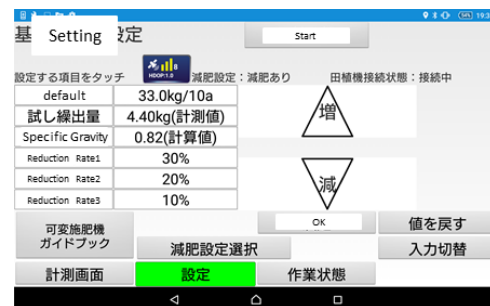 54% 19:3
基 Setting 定
Start
HDOP:1.0
設定する項目をタッチ 減肥設定：減肥あり 田植機接続状態：接続中
default 33.0kg/10a
試し繰出量 4.40kg(計測値)
Specific Gravity 0.82(計算値)
Reduction Rate1 30%
Reduction Rate2 20%
Reduction Rate3 10%
増
減
可変施肥機
ガイドブック
減肥設定選択
OK
値を戻す
入力切替
計測画面 設定 作業状態